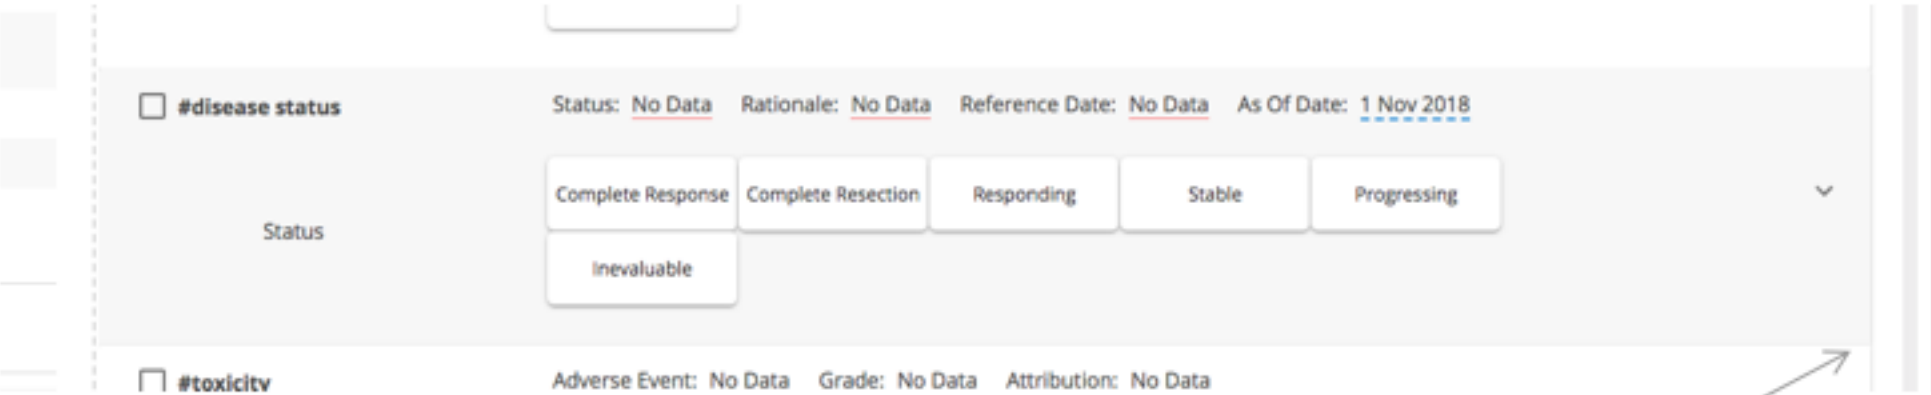 #disease status Status: No Data Rationale: No Data Reference Date: No Data As Of Date: 1 Nov 2018
Complete Response Complete Resection Responding Stable Progressing
Status
Inevaluable
#toxicity Adverse Event: No Data Grade: No Data Attribution: No Data